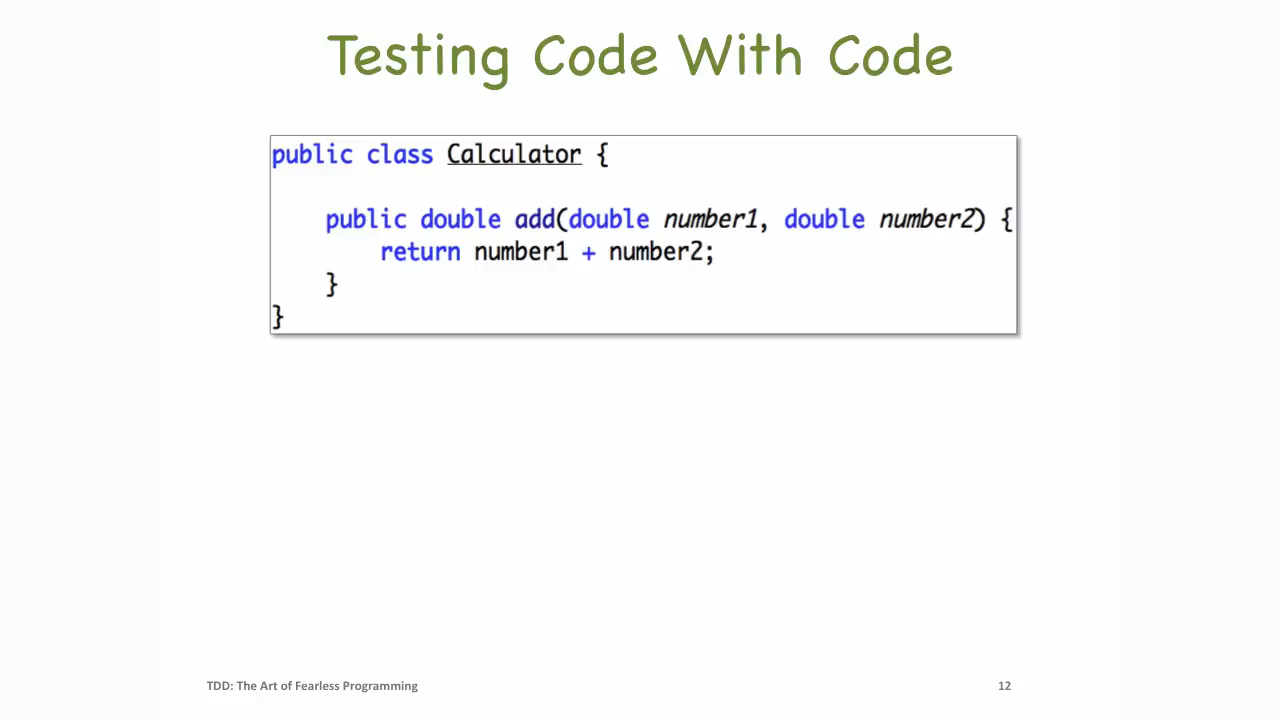 Testing Code With Code
public class Calculator {
public double add(double number1, double number2) {
return number1 + number2;
}
}
TDD: The Art of Fearless Programming
12